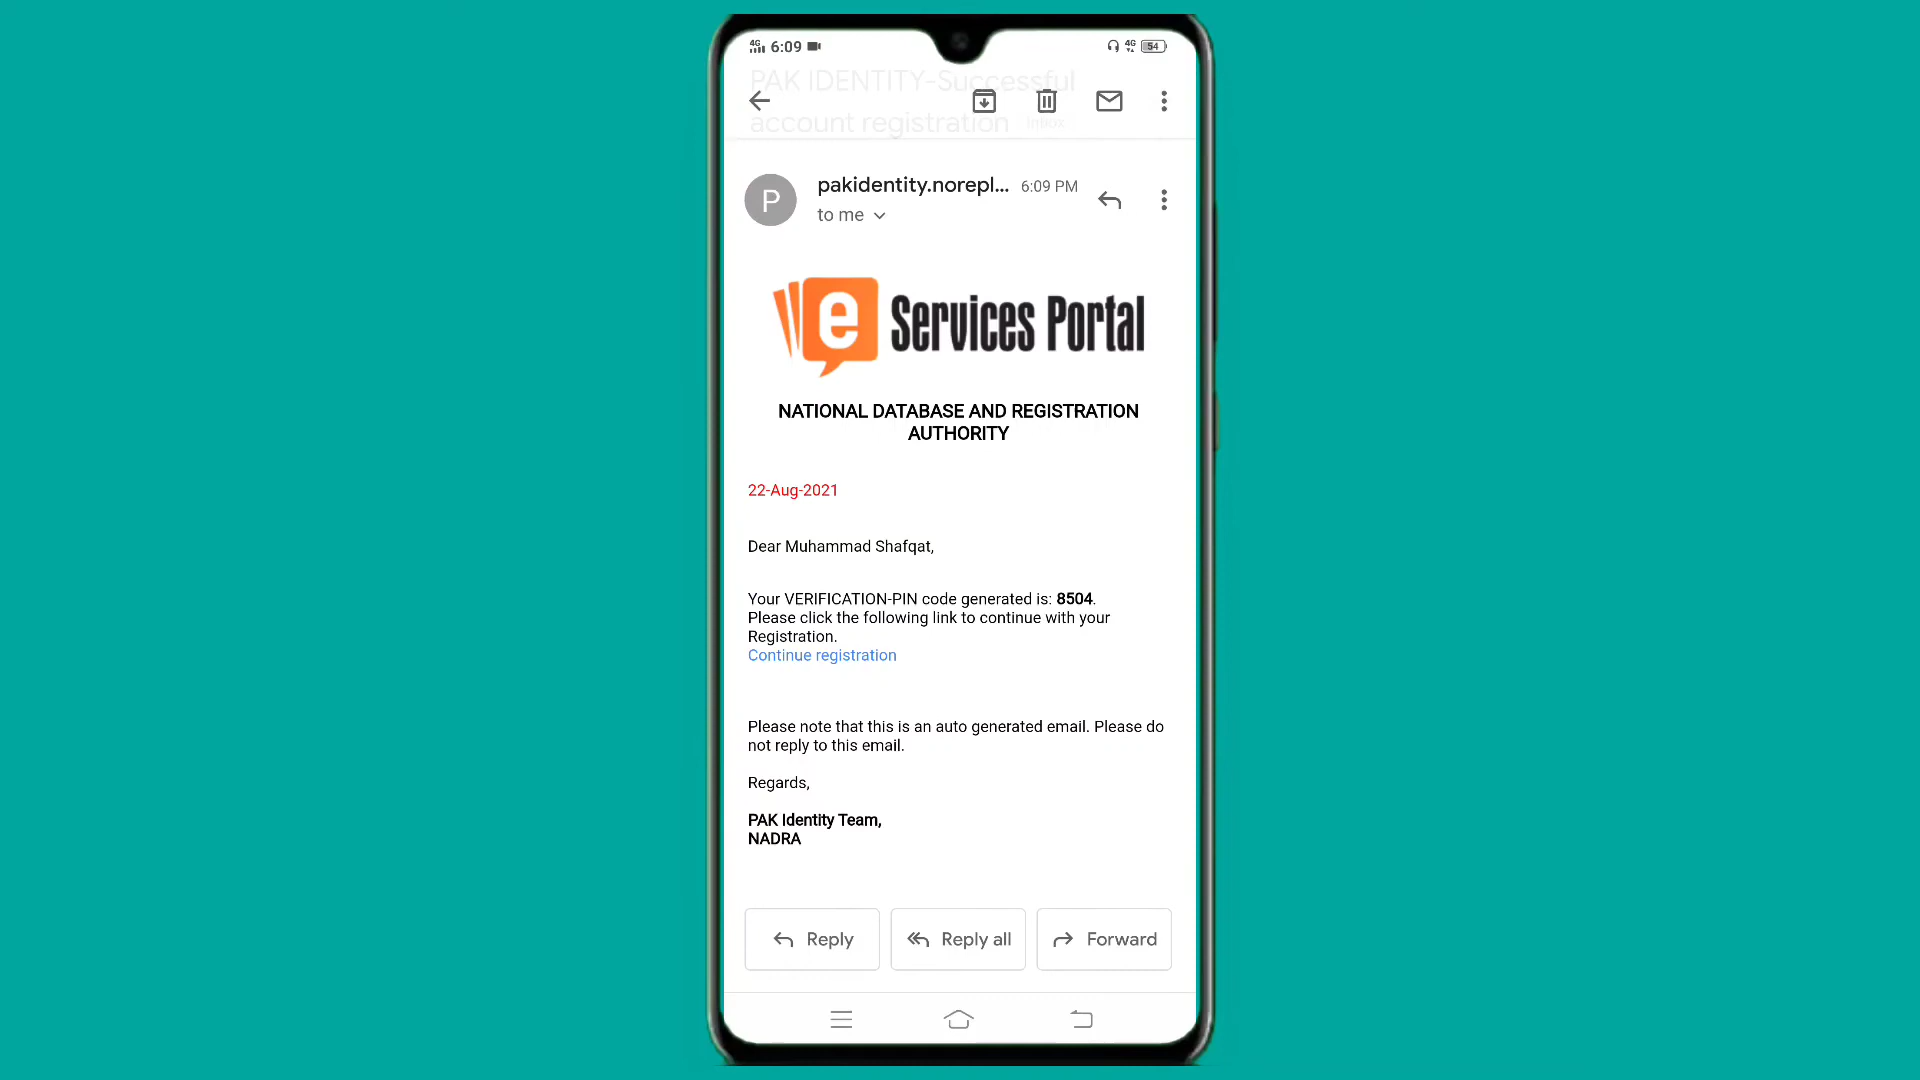 4G 6:09 4G 54
PAK IDENTITY-Successful
account registration Inbox
P
pakidentity.norepl... 6:09 PM
to me
e Services Portal
NATIONAL DATABASE AND REGISTRATION
AUTHORITY
22-Aug-2021
Dear Muhammad Shafqat,
Your VERIFICATION-PIN code generated is: 8504.
Please click the following link to continue with your
Registration.
Continue registration
Please note that this is an auto generated email. Please do
not reply to this email.
Regards,
PAK Identity Team,
NADRA
Reply Reply all Forward